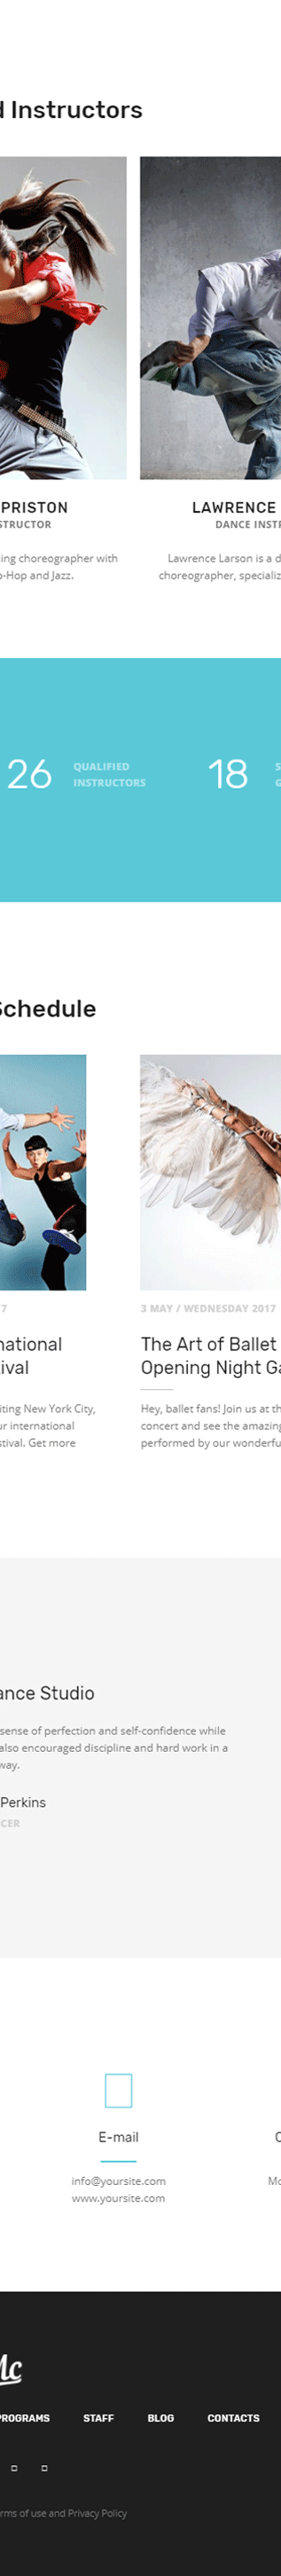 d Instructors
PRISTON
STRUCTOR
ing choreographer with
p-Hop and Jazz.
LAWRENCE
DANCE INSTR
Lawrence Larson is a d
choreographer, specializ
26 QUALIFIED
INSTRUCTORS
18 S
G
Schedule
7
national
ival
iting New York City,
ur international
stival. Get more
3 MAY / WEDNESDAY 2017
The Art of Ballet
Opening Night Ga
Hey, ballet fans! Join us at th
concert and see the amazing
performed by our wonderfu
ance Studio
sense of perfection and self-confidence while
also encouraged discipline and hard work in a
way.
Perkins
CER
E-mail
info@yoursite.com
www.yoursite.com
Mo
Mc
PROGRAMS STAFF BLOG CONTACTS
rms of use and Privacy Policy